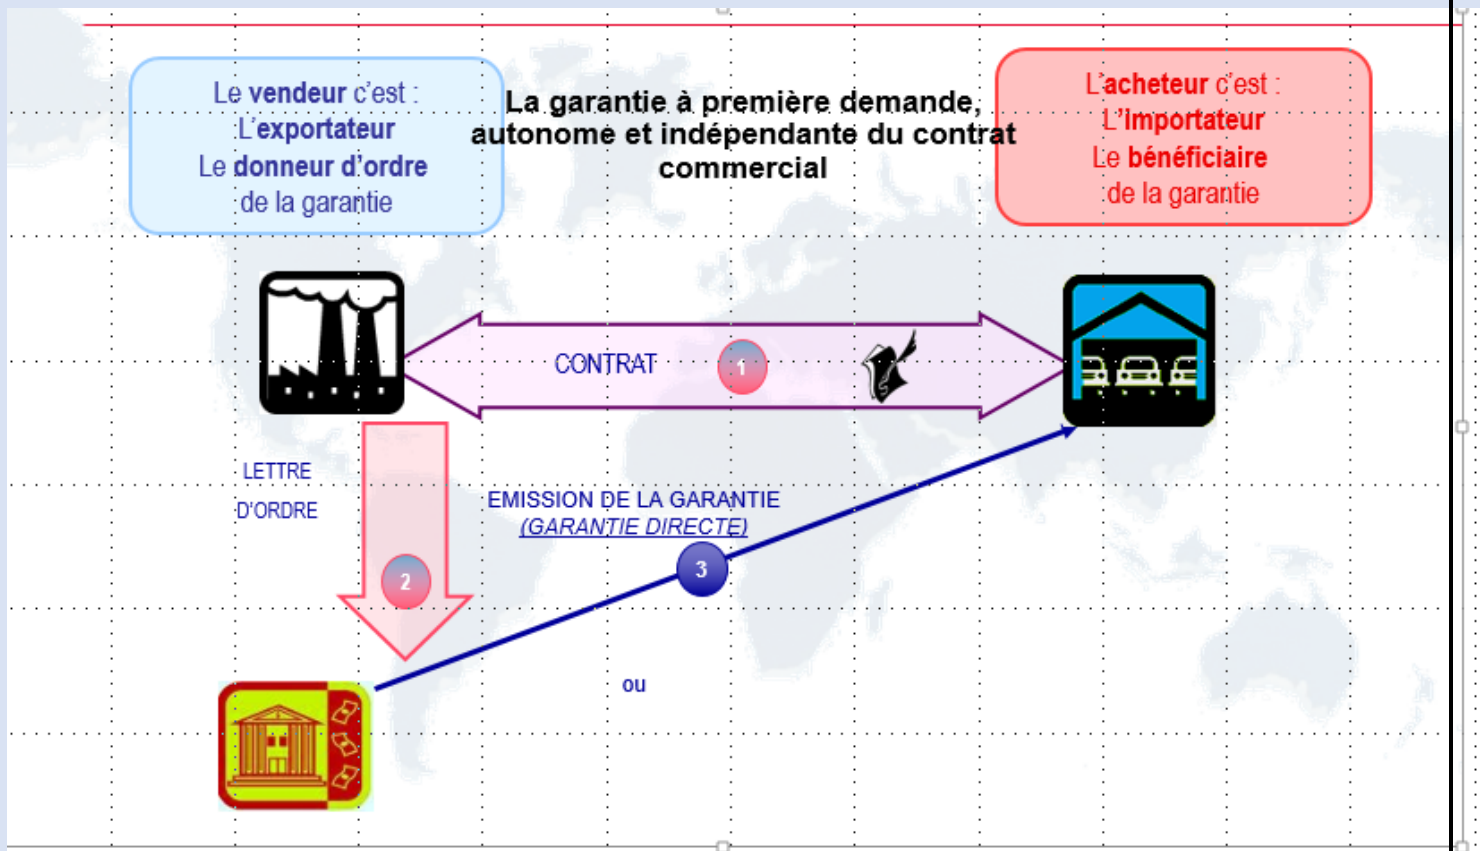 Le vendeur c’est :
L’exportateur
Le donneur d’ordre
de la garantie
La garantie à première demande,
autonome et indépendante du contrat
commercial
L’acheteur c’est :
L’importateur
Le bénéficiaire
de la garantie
CONTRAT
1
LETTRE
D'ORDRE
EMISSION DE LA GARANTIE
(GARANTIE DIRECTE)
2
3
ou